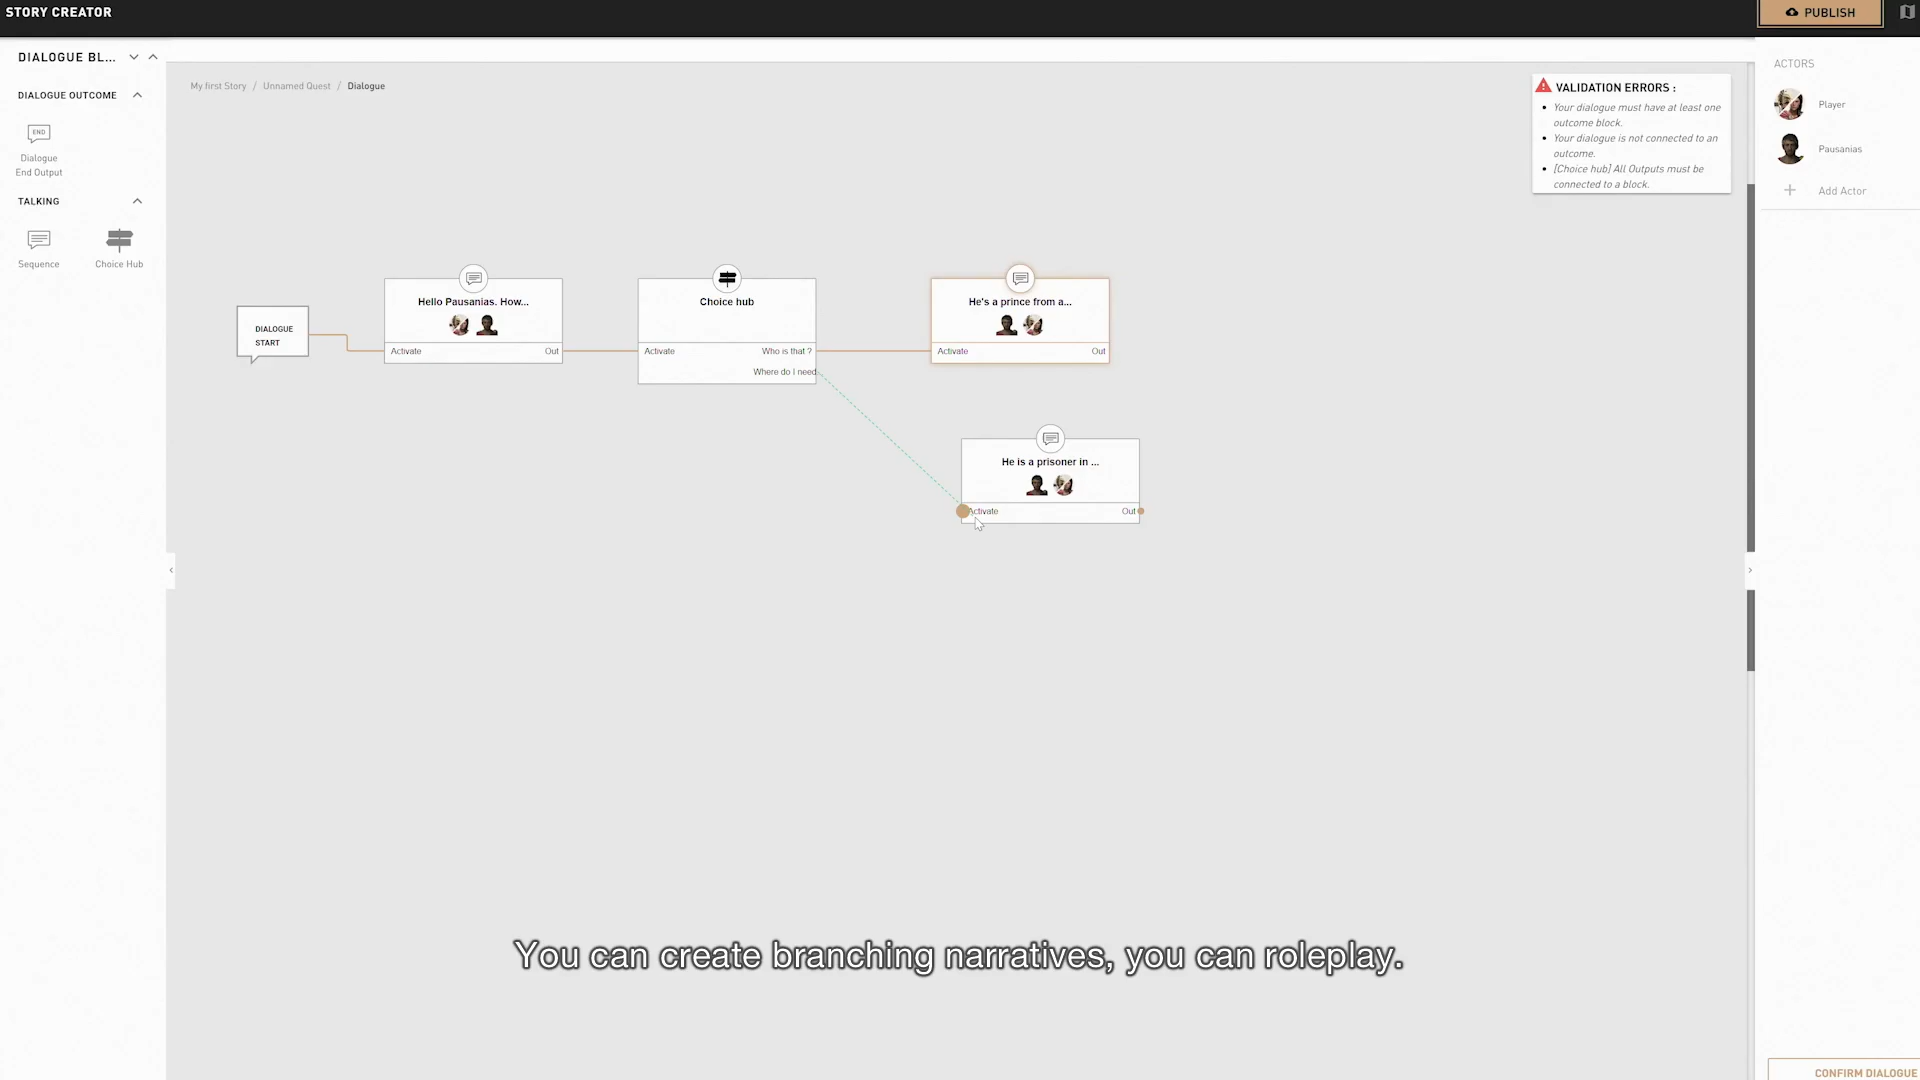 STORY CREATOR
PUBLISH
DIALOGUE BL...
DIALOGUE OUTCOME
END
Dialogue
End Output
TALKING
Sequence
Choice Hub
My first Story / Unnamed Quest / Dialogue
VALIDATION ERRORS :
Your dialogue must have at least one
outcome block.
Your dialogue is not connected to an
outcome.
[Choice hub] All Outputs must be
connected to a block.
ACTORS
Player
Pausanias
Add Actor
DIALOGUE
START
Hello Pausanias. How...
Activate
Out
Choice hub
Activate
Who is that ?
Where do I need
He's a prince from a...
Activate
Out
He is a prisoner in ...
Activate
Out
You can create branching narratives, you can roleplay.
CONFIRM DIALOGUE